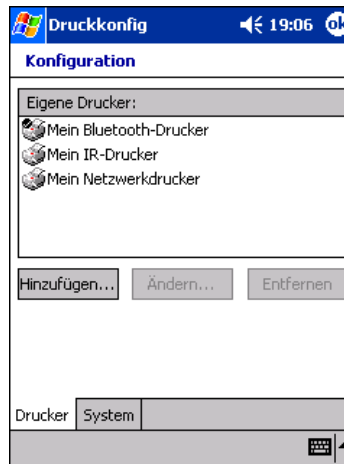 Druckkonfig 19:06 ok
Konfiguration
Eigene Drucker:
Mein Bluetooth-Drucker
Mein IR-Drucker
Mein Netzwerkdrucker
Hinzufügen... Ändern... Entfernen
Drucker System